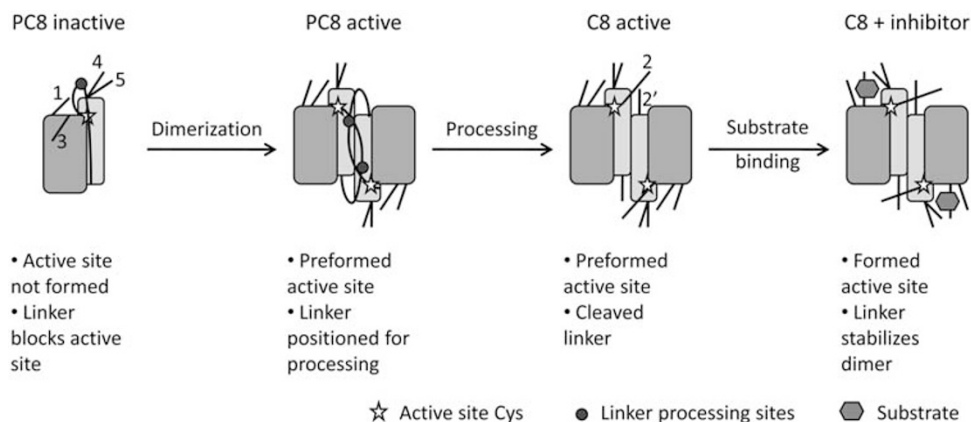 PC8 inactive
PC8 active
C8 active
C8 + inhibitor
4
5
1
3
2
2'
Dimerization
Processing
Substrate
binding
• Active site
not formed
• Linker
blocks active
site
• Preformed
active site
• Linker
positioned for
processing
• Preformed
active site
• Cleaved
linker
• Formed
active site
• Linker
stabilizes
dimer
Active site Cys
Linker processing sites
Substrate